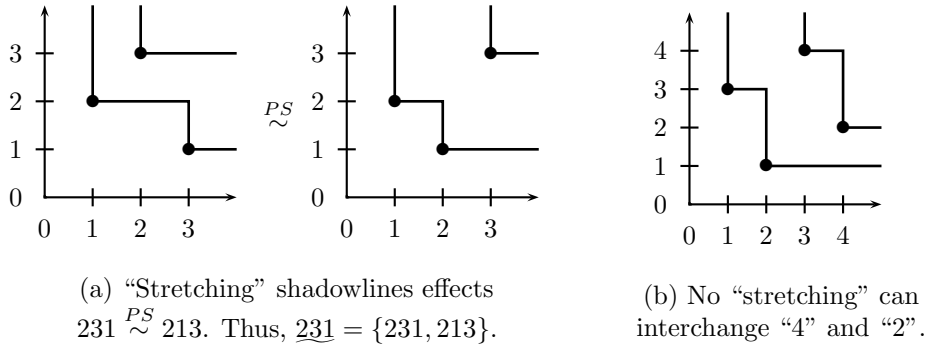 3
2
1
0
0 1 2 3
PS
∼
3
2
1
0
0 1 2 3
4
3
2
1
0
0 1 2 3 4
(a) “Stretching” shadowlines effects
231 PS∼ 213. Thus, 231 = {231, 213}.
(b) No “stretching” can
interchange “4” and “2”.